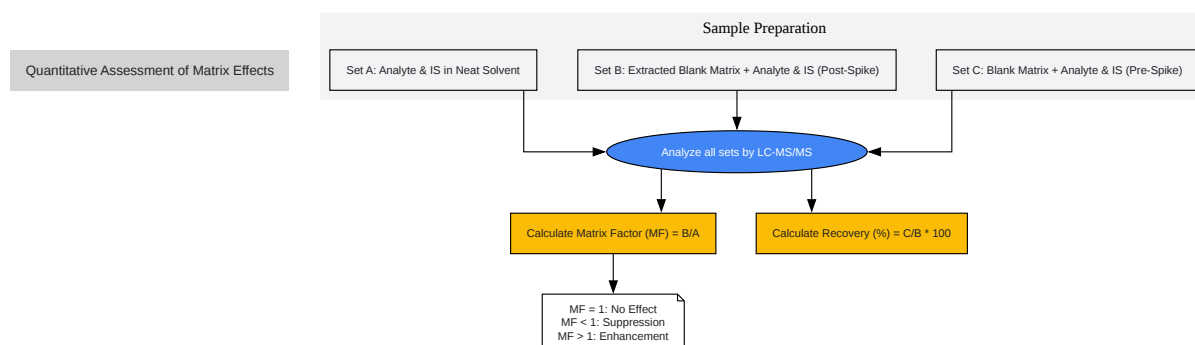 Sample Preparation
Quantitative Assessment of Matrix Effects
Set A: Analyte & IS in Neat Solvent
Set B: Extracted Blank Matrix + Analyte & IS (Post-Spike)
Set C: Blank Matrix + Analyte & IS (Pre-Spike)
Analyze all sets by LC-MS/MS
Calculate Matrix Factor (MF) = B/A
Calculate Recovery (%) = C/B * 100
MF = 1: No Effect
MF < 1: Suppression
MF > 1: Enhancement